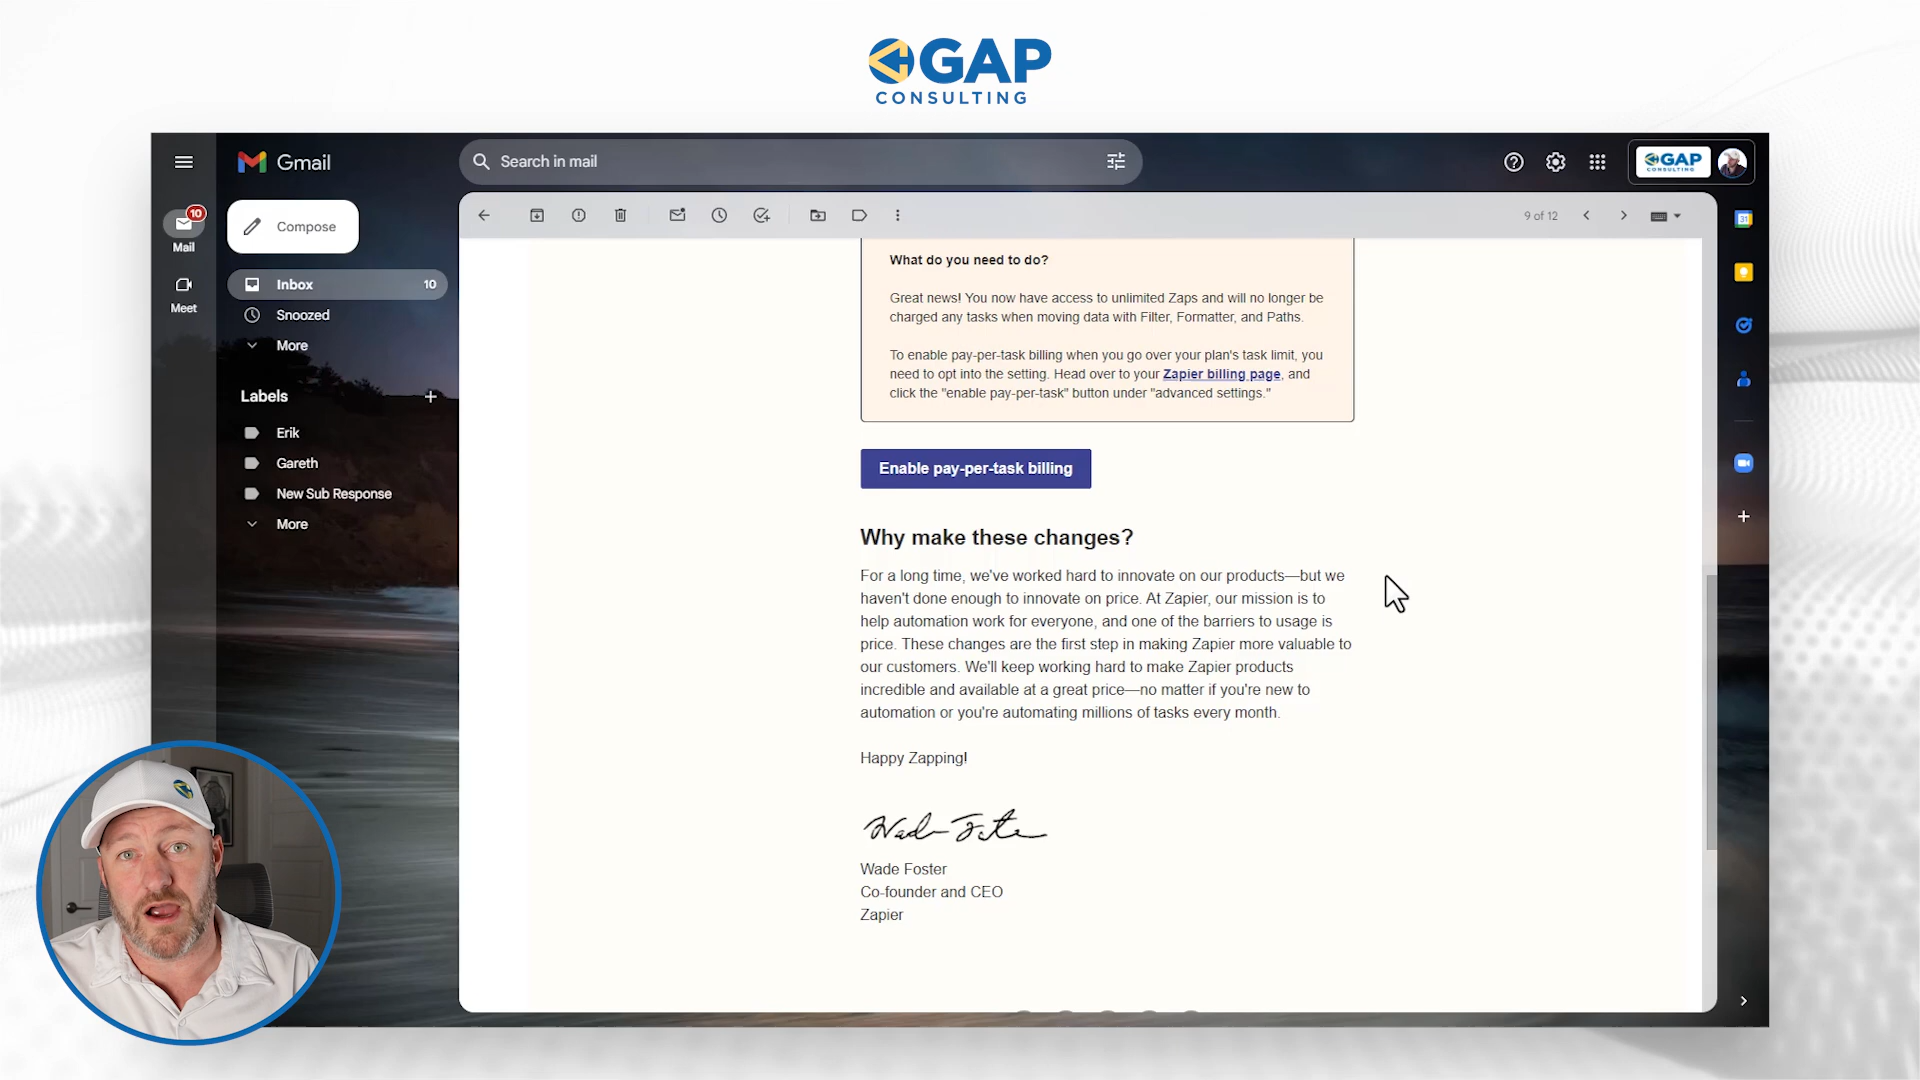 GAP
CONSULTING
Gmail
Search in mail
GAP
CONSULTING
10
Mail
Meet
Compose
Inbox 10
Snoozed
More
Labels
Erik
Gareth
New Sub Response
More
9 of 12
31
What do you need to do?
Great news! You now have access to unlimited Zaps and will no longer be
charged any tasks when moving data with Filter, Formatter, and Paths.
To enable pay-per-task billing when you go over your plan's task limit, you
need to opt into the setting. Head over to your Zapier billing page, and
click the "enable pay-per-task" button under "advanced settings."
Enable pay-per-task billing
Why make these changes?
For a long time, we've worked hard to innovate on our products—but we
haven't done enough to innovate on price. At Zapier, our mission is to
help automation work for everyone, and one of the barriers to usage is
price. These changes are the first step in making Zapier more valuable to
our customers. We'll keep working hard to make Zapier products
incredible and available at a great price—no matter if you're new to
automation or you're automating millions of tasks every month.
Happy Zapping!
Wade Foster
Wade Foster
Co-founder and CEO
Zapier